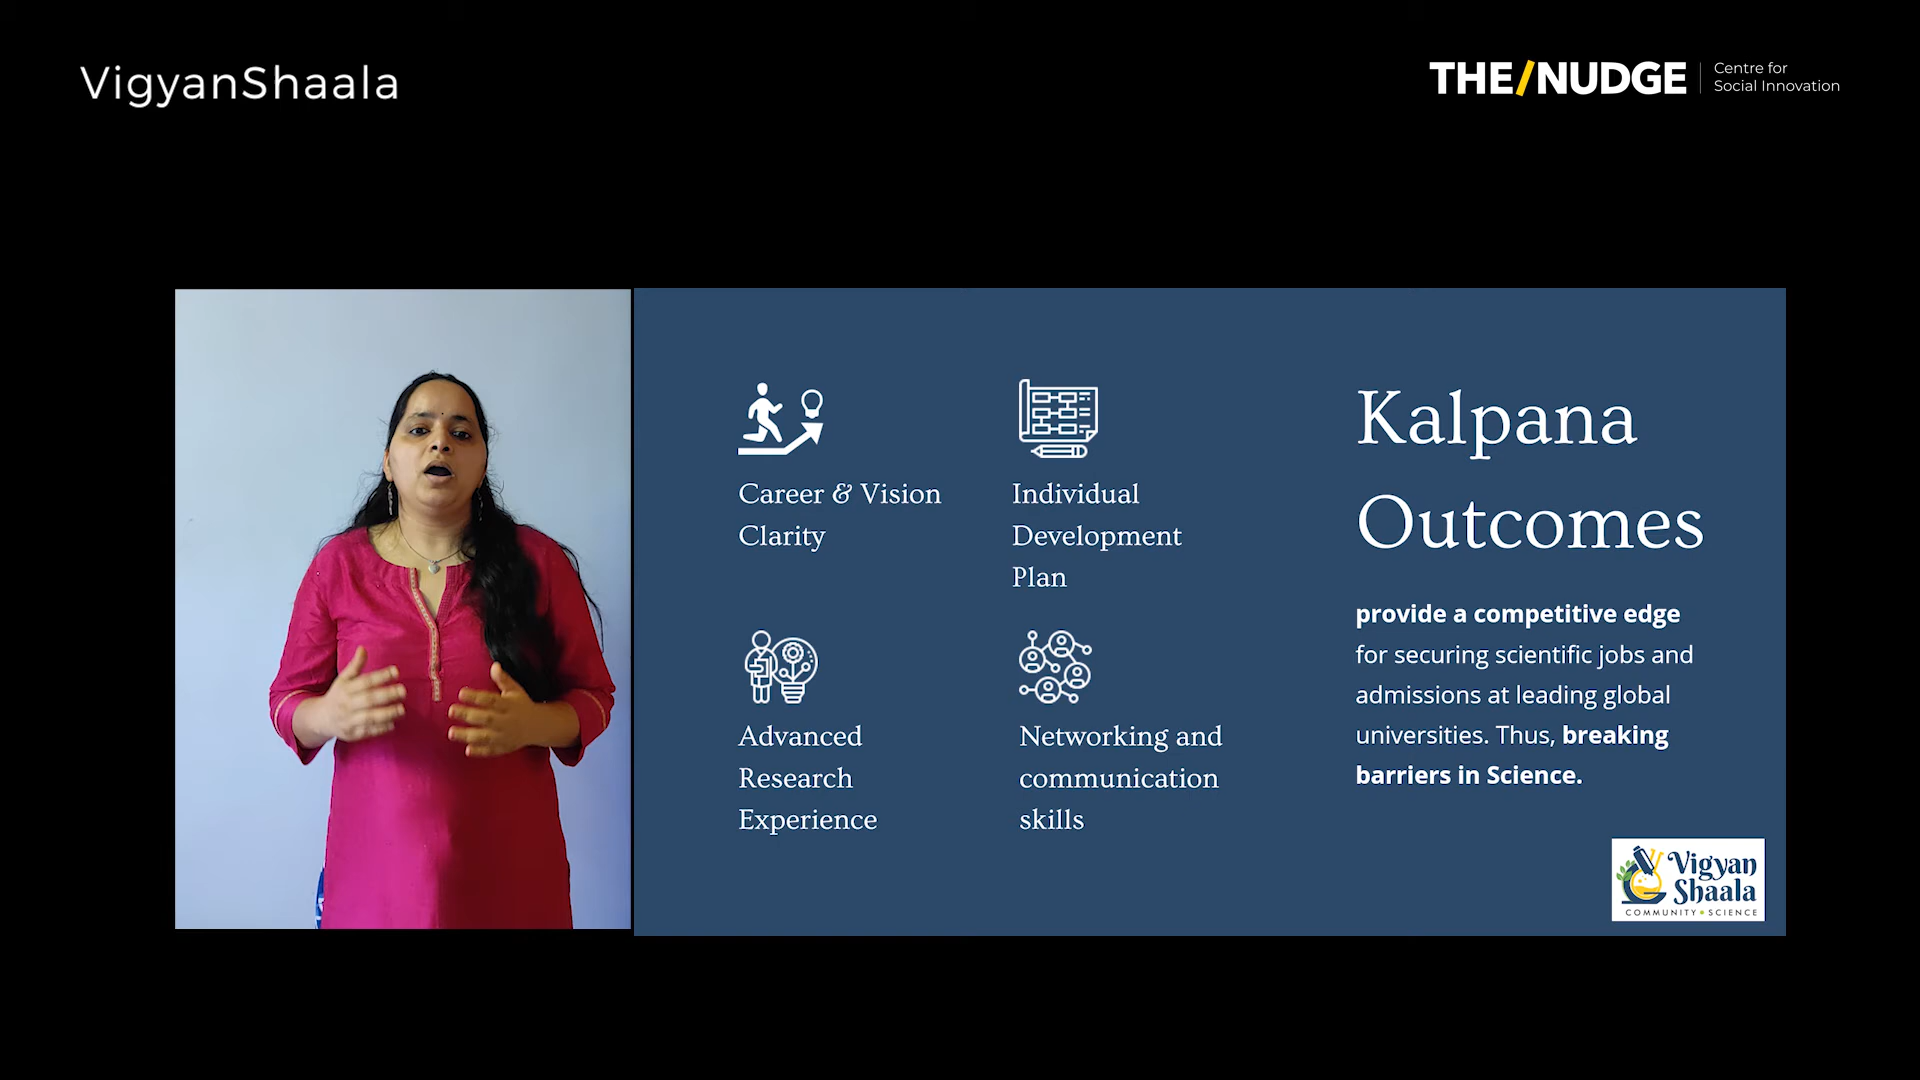 VigyanShaala
THE/NUDGE
Centre for
Social Innovation
Career & Vision
Clarity
Individual
Development
Plan
Advanced
Research
Experience
Networking and
communication
skills
Kalpana
Outcomes
provide a competitive edge
for securing scientific jobs and
admissions at leading global
universities. Thus, breaking
barriers in Science.
Vigyan
Shaala
COMMUNITY • SCIENCE